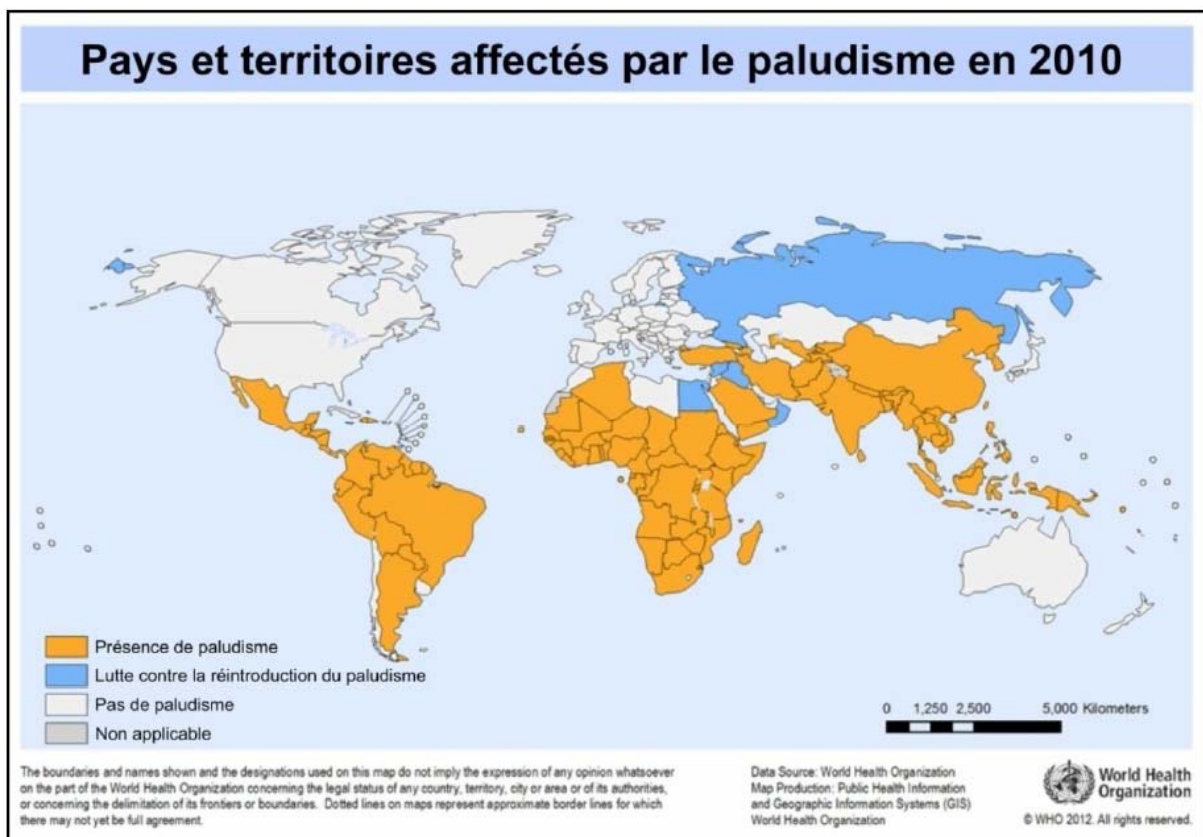 Pays et territoires affectés par le paludisme en 2010
Présence de paludisme
Lutte contre la réintroduction du paludisme
Pas de paludisme
Non applicable
0 1,250 2,500 5,000 Kilometers
The boundaries and names shown and the designations used on this map do not imply the expression of any opinion whatsoever
on the part of the World Health Organization concerning the legal status of any country, territory, city or area or of its authorities,
or concerning the delimitation of its frontiers or boundaries. Dotted lines on maps represent approximate border lines for which
there may not yet be full agreement.
Data Source: World Health Organization
Map Production: Public Health Information
and Geographic Information Systems (GIS)
World Health Organization
World Health
Organization
© WHO 2012. All rights reserved.